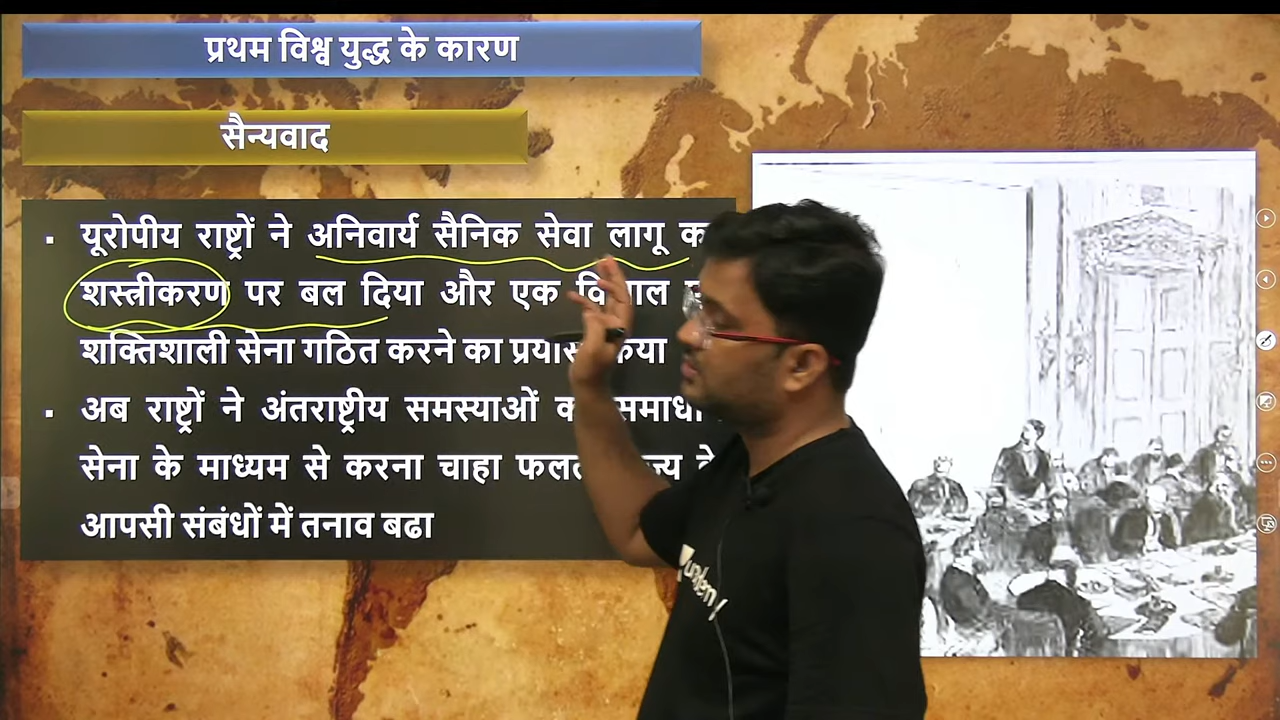 प्रथम विश्व युद्ध के कारण
सैन्यवाद
▪ यूरोपीय राष्ट्रों ने अनिवार्य सैनिक सेवा लागू
शस्त्रीकरण पर बल दिया और एक
शक्तिशाली सेना गठित करने का
▪ अब राष्ट्रों ने अंतराष्ट्रीय समस्याओं
सेना के माध्यम से करना चाहा
आपसी संबंधों में तनाव बढा